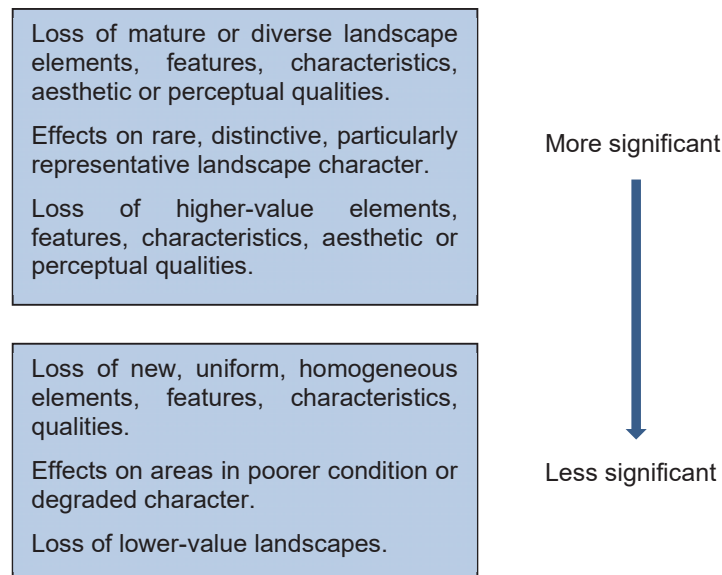 Loss of mature or diverse landscape
elements, features, characteristics,
aesthetic or perceptual qualities.
Effects on rare, distinctive, particularly
representative landscape character.
Loss of higher-value elements,
features, characteristics, aesthetic or
perceptual qualities.
More significant
Loss of new, uniform, homogeneous
elements, features, characteristics,
qualities.
Effects on areas in poorer condition or
degraded character.
Loss of lower-value landscapes.
Less significant